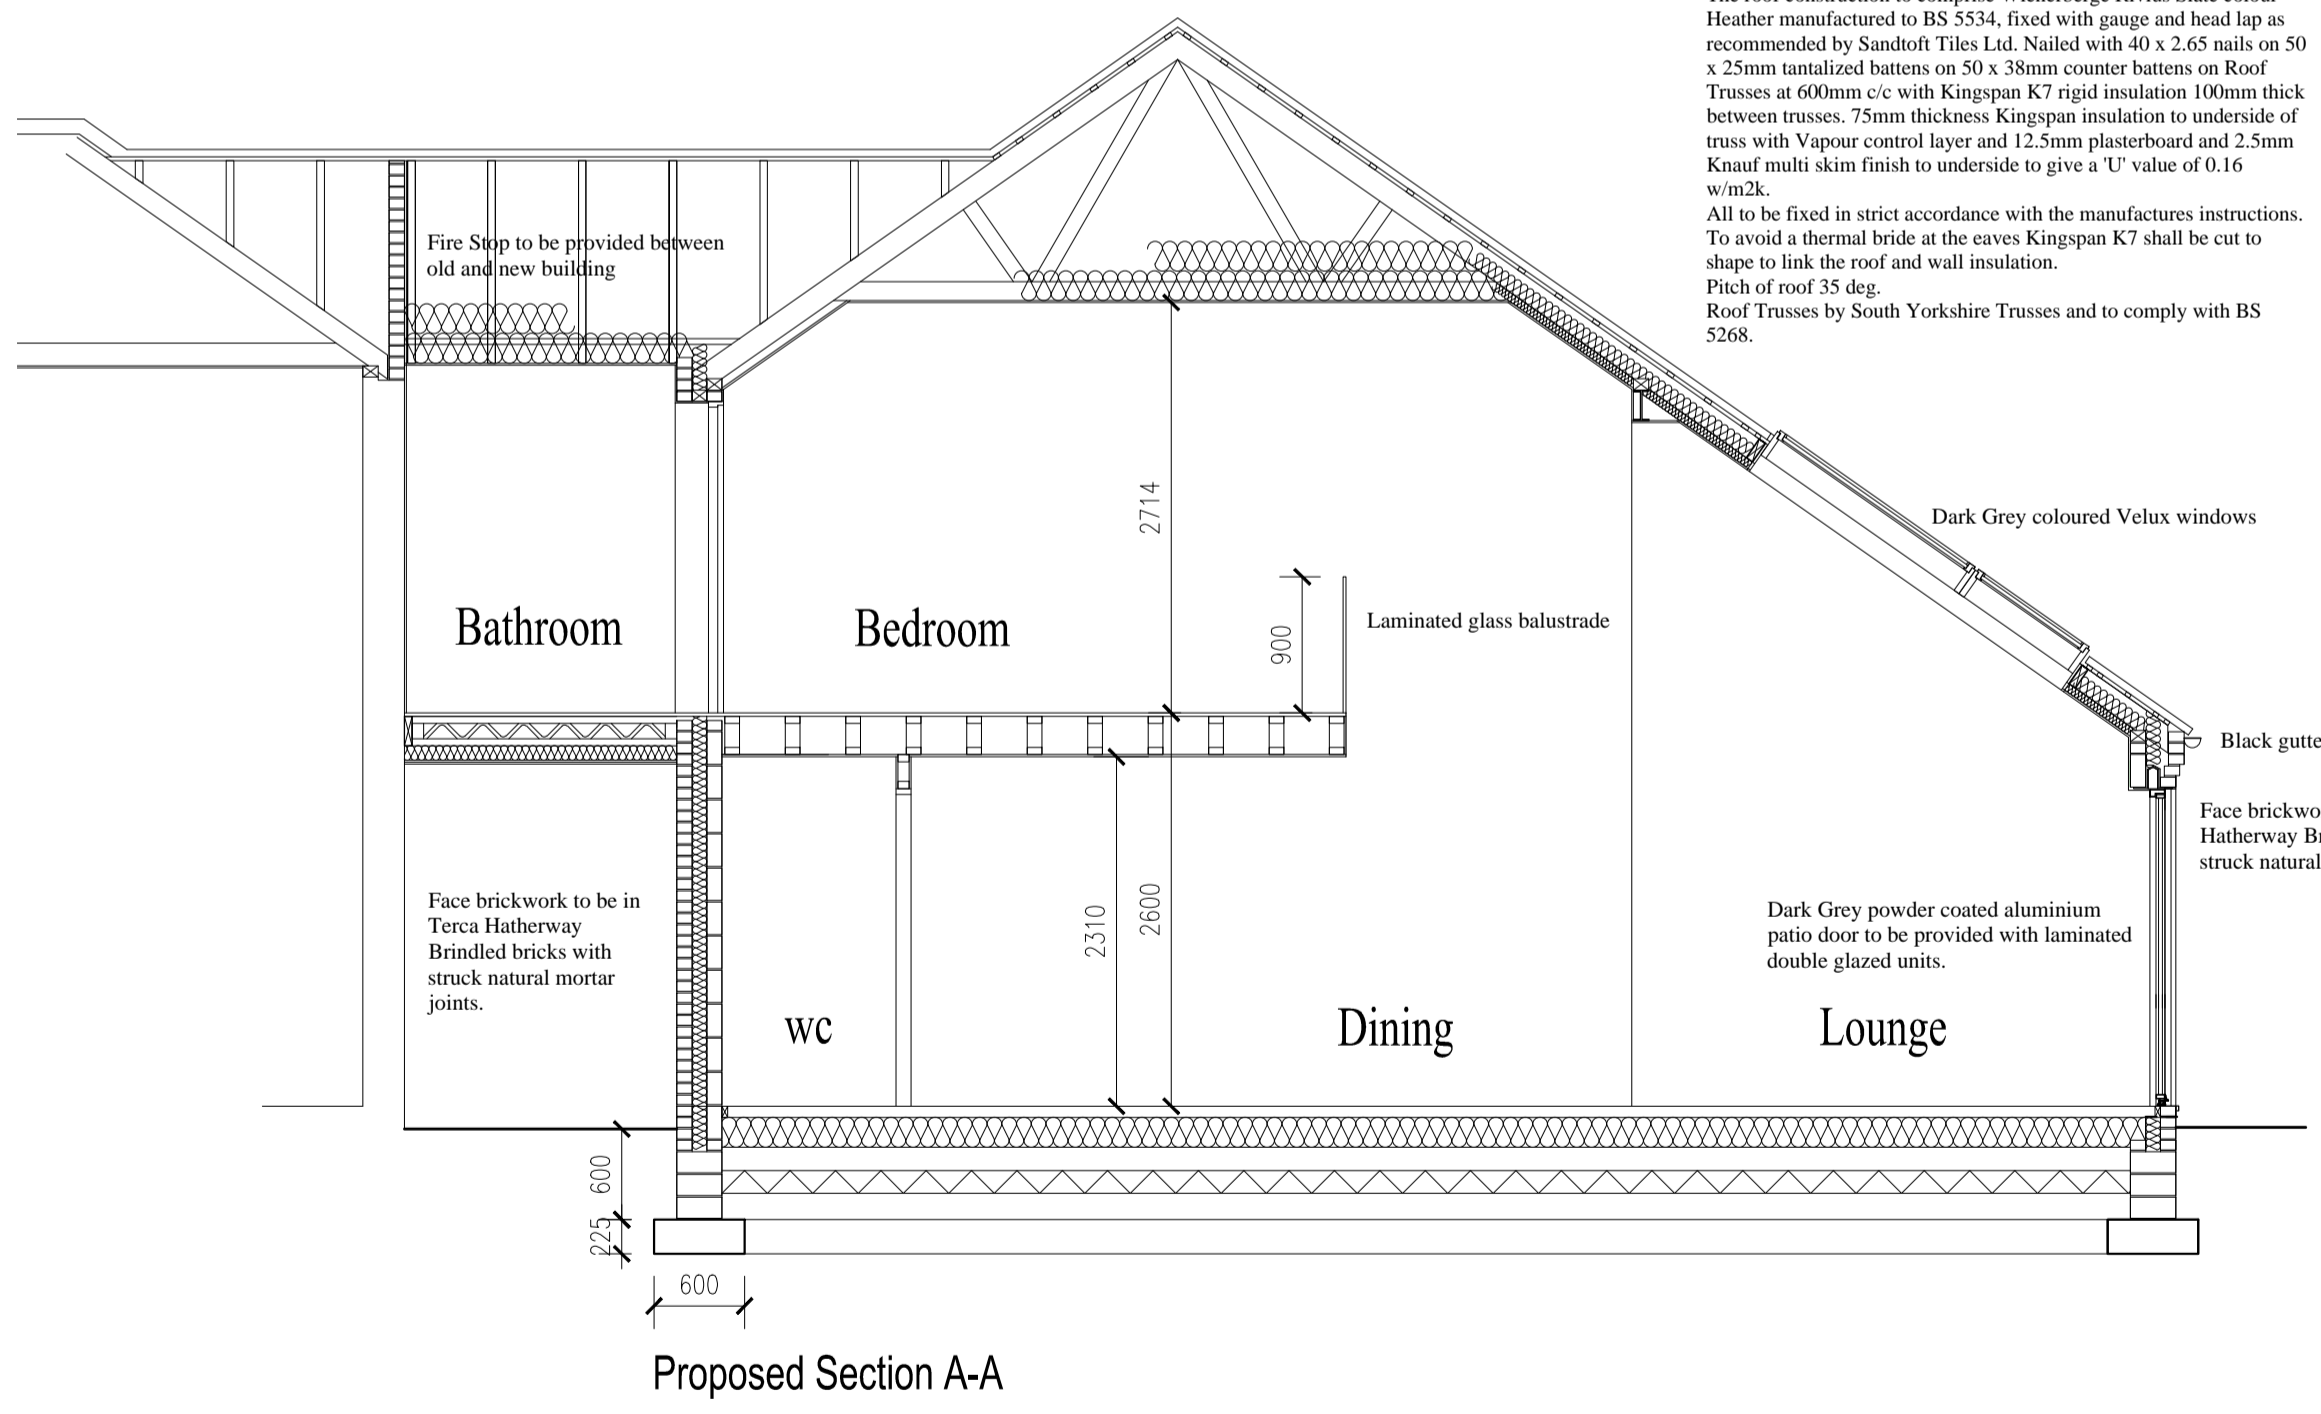 Heather manufactured to BS 5534, fixed with gauge and head lap as
recommended by Sandtoft Tiles Ltd. Nailed with 40 x 2.65 nails on 50
x 25mm tantalized battens on 50 x 38mm counter battens on Roof
Trusses at 600mm c/c with Kingspan K7 rigid insulation 100mm thick
between trusses. 75mm thickness Kingspan insulation to underside of
truss with Vapour control layer and 12.5mm plasterboard and 2.5mm
Knauf multi skim finish to underside to give a 'U' value of 0.16
w/m2k.
All to be fixed in strict accordance with the manufactures instructions.
To avoid a thermal bride at the eaves Kingspan K7 shall be cut to
shape to link the roof and wall insulation.
Pitch of roof 35 deg.
Roof Trusses by South Yorkshire Trusses and to comply with BS
5268.
Fire Stop to be provided between
old and new building
2714
Dark Grey coloured Velux windows
Bathroom
Bedroom
900
Laminated glass balustrade
Black gutte
Face brickwo
Hatherway Br
struck natural
Face brickwork to be in
Terca Hatherway
Brindled bricks with
struck natural mortar
joints.
2310
2600
Dark Grey powder coated aluminium
patio door to be provided with laminated
double glazed units.
wc
Dining
Lounge
600
225
600
Proposed Section A-A